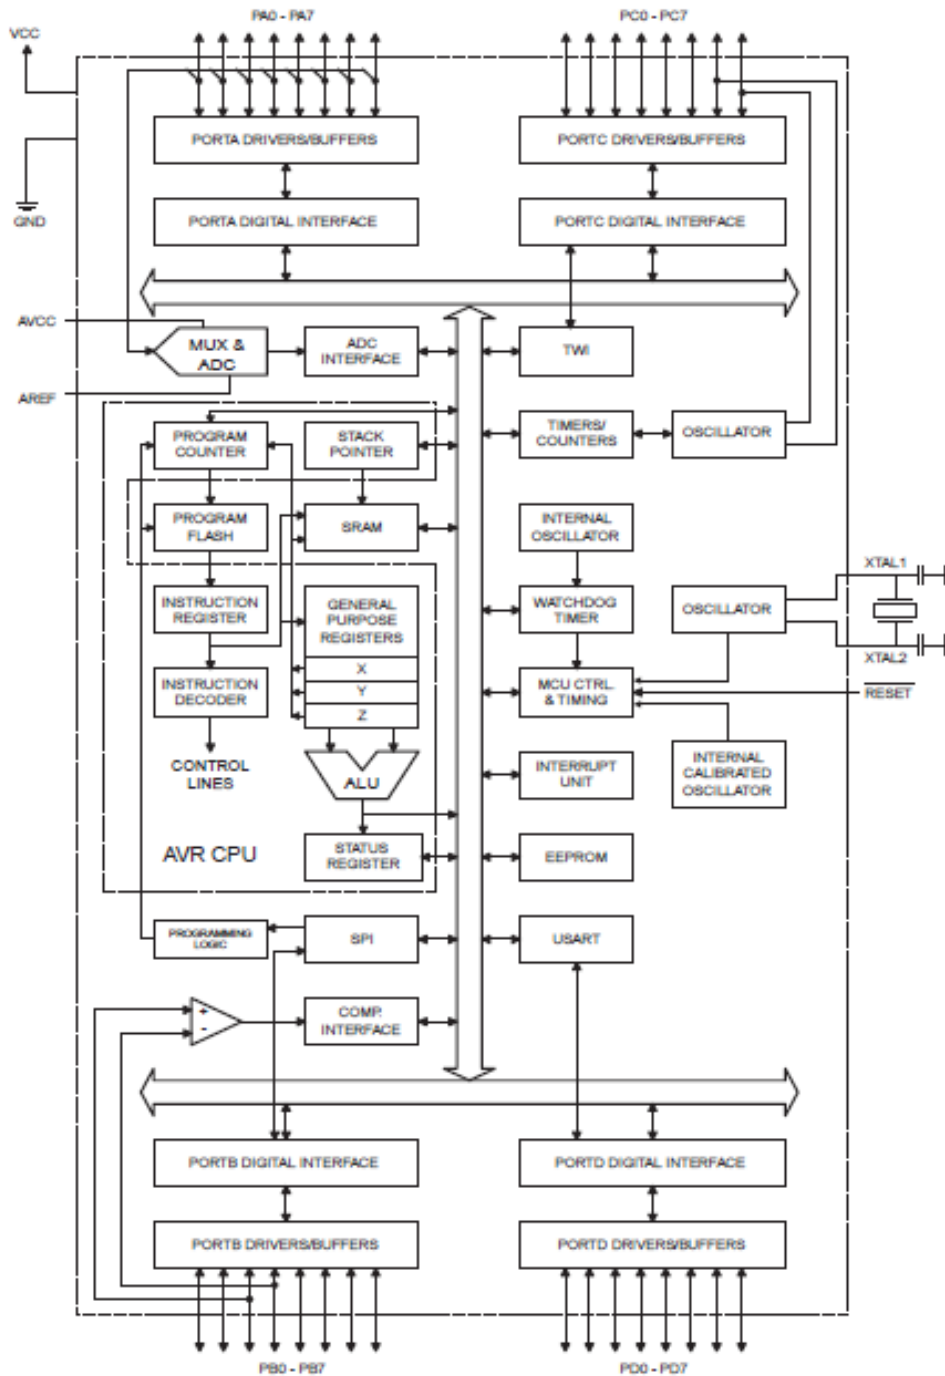 PA0 - PA7
PC0 - PC7
VCC
PORTA DRIVERS/BUFFERS
PORTC DRIVERS/BUFFERS
GND
PORTA DIGITAL INTERFACE
PORTC DIGITAL INTERFACE
AVCC
MUX &
ADC
ADC
INTERFACE
TWI
AREF
PROGRAM
COUNTER
STACK
POINTER
TIMERS/
COUNTERS
OSCILLATOR
PROGRAM
FLASH
SRAM
INTERNAL
OSCILLATOR
XTAL1
INSTRUCTION
REGISTER
GENERAL
PURPOSE
REGISTERS
WATCHDOG
TIMER
OSCILLATOR
XTAL2
X
Y
Z
INSTRUCTION
DECODER
MCU CTRL.
& TIMING
RESET
CONTROL
LINES
ALU
INTERRUPT
UNIT
INTERNAL
CALIBRATED
OSCILLATOR
AVR CPU
STATUS
REGISTER
EEPROM
PROGRAMMING
LOGIC
SPI
USART
+
-
COMP.
INTERFACE
PORTB DIGITAL INTERFACE
PORTD DIGITAL INTERFACE
PORTB DRIVERS/BUFFERS
PORTD DRIVERS/BUFFERS
PB0 - PB7
PD0 - PD7